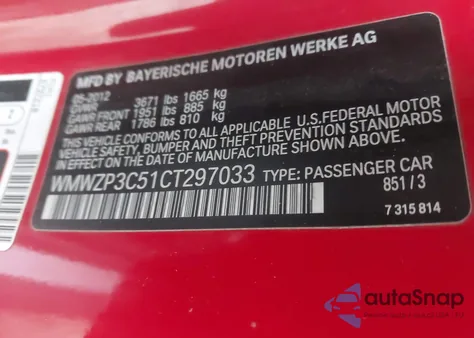 MFD BY BAYERISCHE MOTOREN WERKE AG
05-2012
GVWR 3671 lbs 1665 kg
GAWR FRONT 1951 lbs 885 kg
GAWR REAR 1786 lbs 810 kg
THIS VEHICLE CONFORMS TO ALL APPLICABLE U.S.FEDERAL MOTOR
VEHICLE SAFETY, BUMPER AND THEFT PREVENTION STANDARDS
IN EFFECT ON THE DATE OF MANUFACTURE SHOWN ABOVE.
WMWZP3C51CT297033 TYPE: PASSENGER CAR
851/3
7 315 814
autoSnap